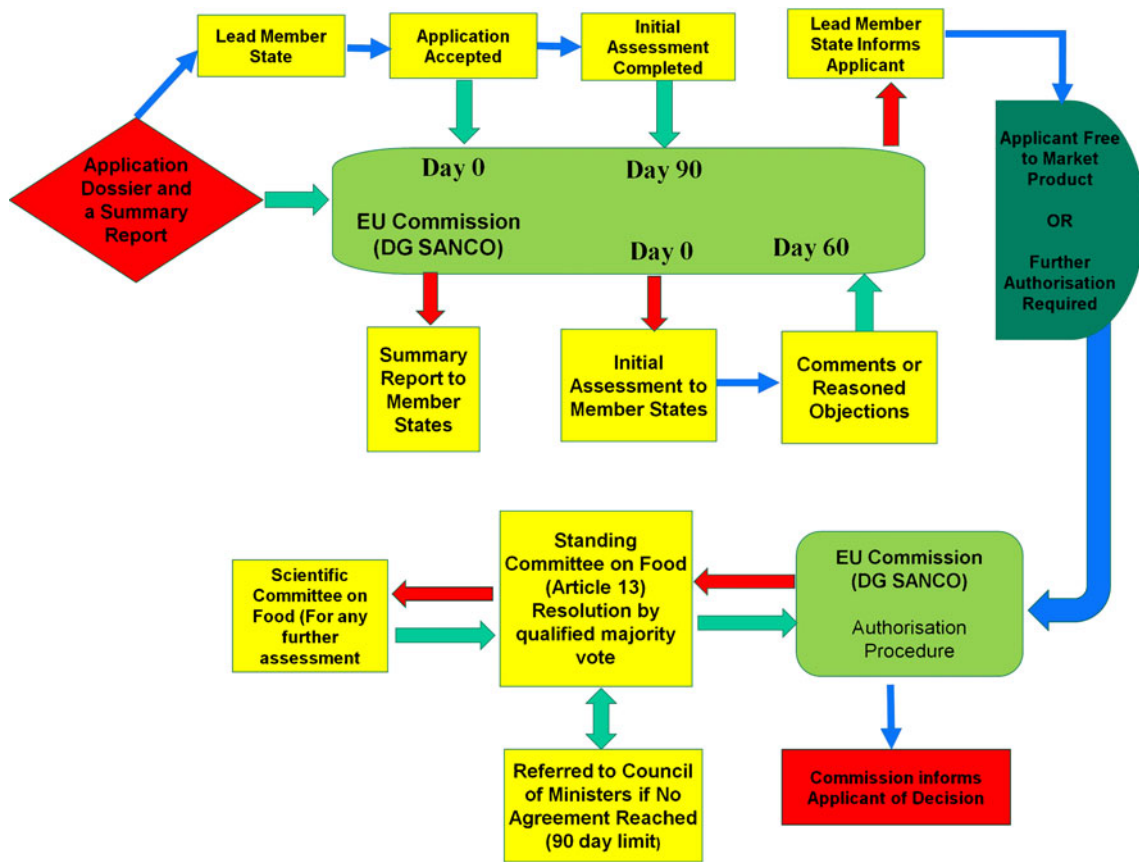 Lead Member
State
Application
Accepted
Initial
Assessment
Completed
Lead Member
State Informs
Applicant
Application
Dossier and
a Summary
Report
Day 0
Day 90
EU Commission
(DG SANCO)
Day 0
Day 60
Applicant Free
to Market
Product
OR
Further
Authorisation
Required
Summary
Report to
Member
States
Initial
Assessment to
Member States
Comments or
Reasoned
Objections
Scientific
Committee on
Food (For any
further
assessment
Standing
Committee on Food
(Article 13)
Resolution by
qualified majority
vote
EU Commission
(DG SANCO)
Authorisation
Procedure
Referred to Council
of Ministers if No
Agreement Reached
(90 day limit)
Commission informs
Applicant of Decision